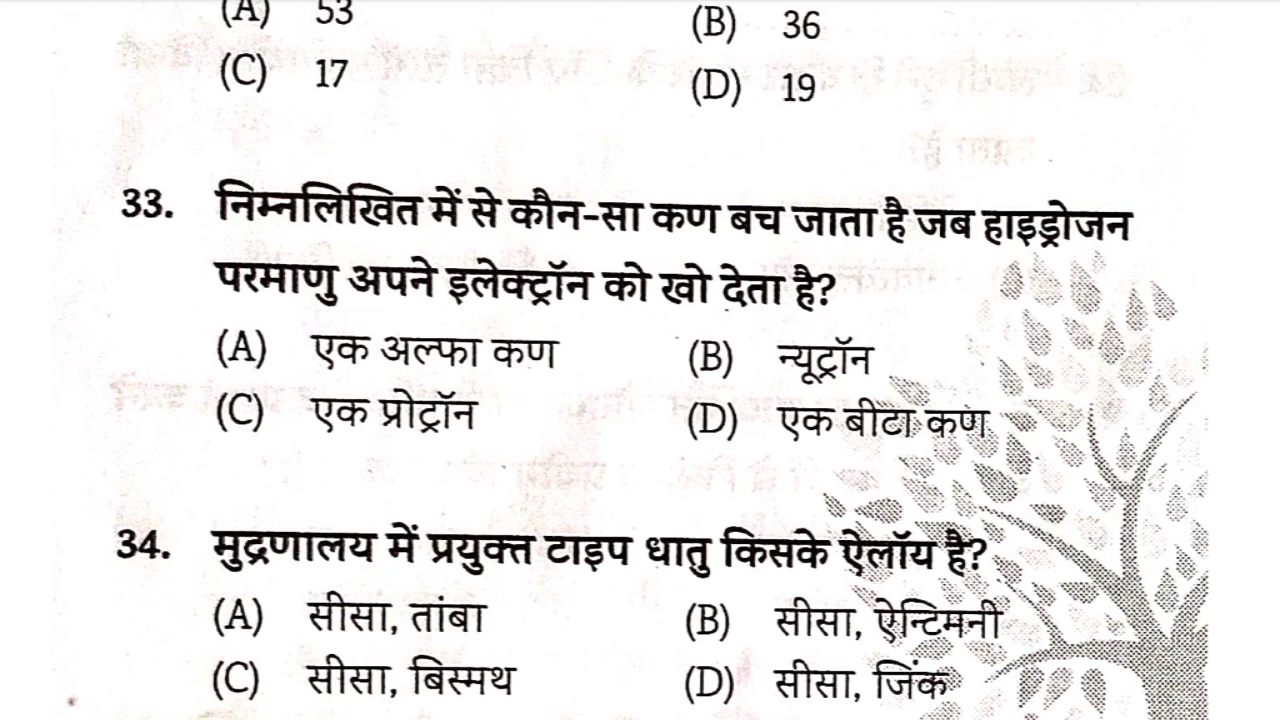 (A) 53 (B) 36
(C) 17 (D) 19
33. निम्नलिखित में से कौन-सा कण बच जाता है जब हाइड्रोजन
परमाणु अपने इलेक्ट्रॉन को खो देता है?
(A) एक अल्फा कण (B) न्यूट्रॉन
(C) एक प्रोट्रॉन (D) एक बीटा कण
34. मुद्रणालय में प्रयुक्त टाइप धातु किसके ऐलॉय है?
(A) सीसा, तांबा (B) सीसा, ऐन्टिमनी
(C) सीसा, बिस्मथ (D) सीसा, जिंक